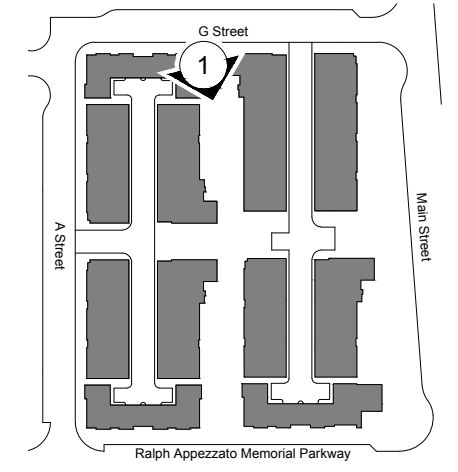 G Street
1
A Street
Main Street
Ralph Appezzato Memorial Parkway